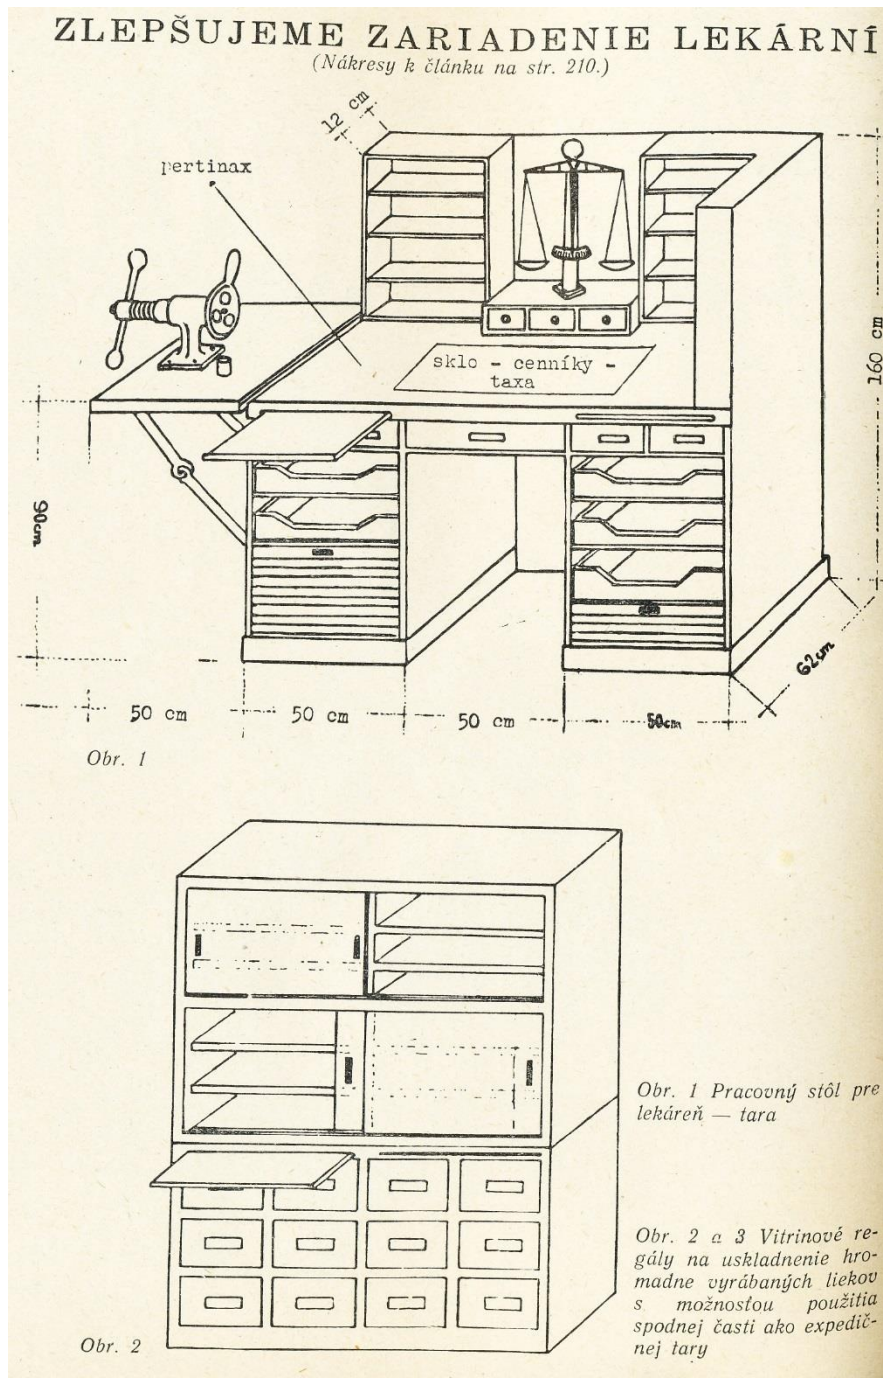 ZLEPŠUJEME ZARIADENIE LEKÁRNÍ
(Nákresy k článku na str. 210.)
12 cm
pertinax
160 cm
sklo - cenníky -
taxa
90cm
62cm
50 cm
50 cm
50 cm
50cm
Obr. 1
Obr. 1 Pracovný stôl pre
lekáreň — tara
Obr. 2 a 3 Vitrinové re-
gály na uskladnenie hro-
madne vyrábaných liekov
s možnosťou použitia
spodnej časti ako expedič-
nej tary
Obr. 2